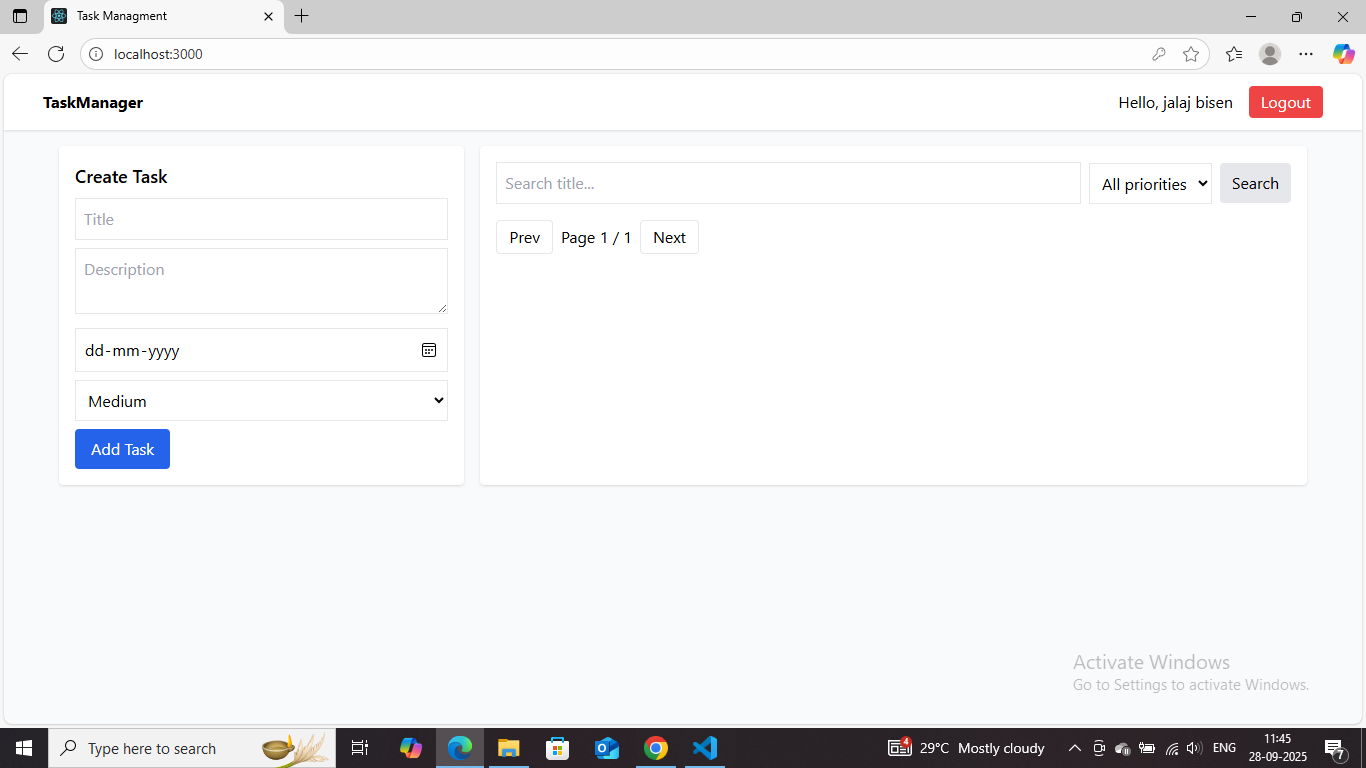 Task Managment
localhost:3000
TaskManager
Hello, jalaj bisen
Logout
Create Task
Title
Description
dd-mm-yyyy
Medium
Add Task
Search title...
All priorities
Search
Prev
Page 1 / 1
Next
Activate Windows
Go to Settings to activate Windows.
Type here to search
4
29°C Mostly cloudy
ENG
11:45
28-09-2025
7